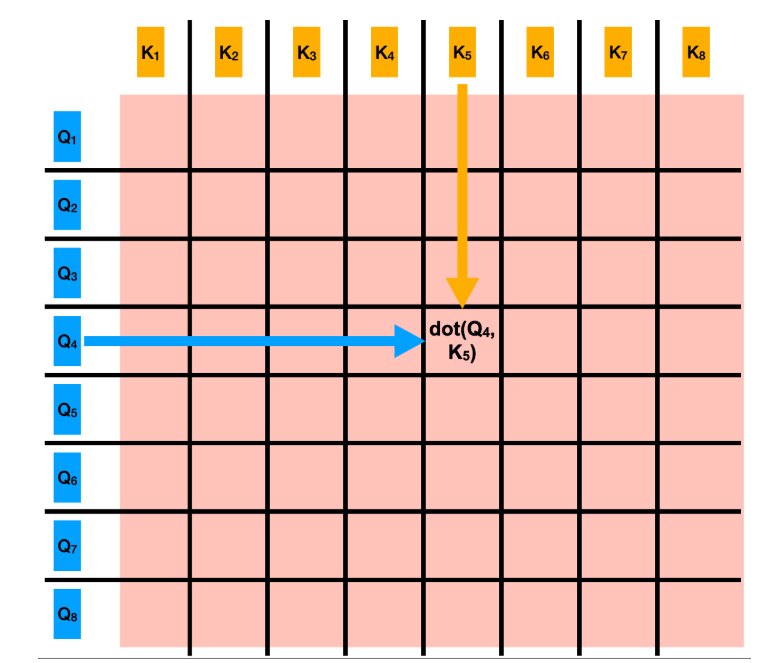 K₁ K₂ K₃ K₄ K₅ K₆ K₇ K₈
Q₁
Q₂
Q₃
Q₄ dot(Q₄,
K₅)
Q₅
Q₆
Q₇
Q₈